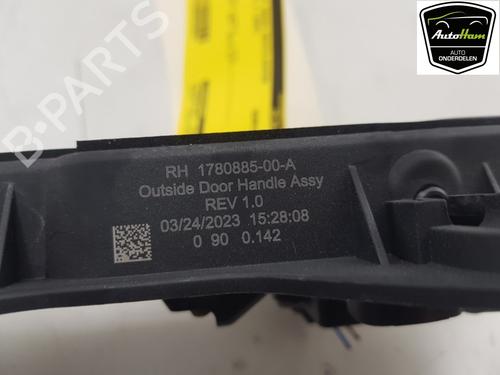 AutoHam
AUTO
ONDERDELEN
RH 1780885-00-A
Outside Door Handle Assy
REV 1.0
03/24/2023 15:28:08
0 90 0.142